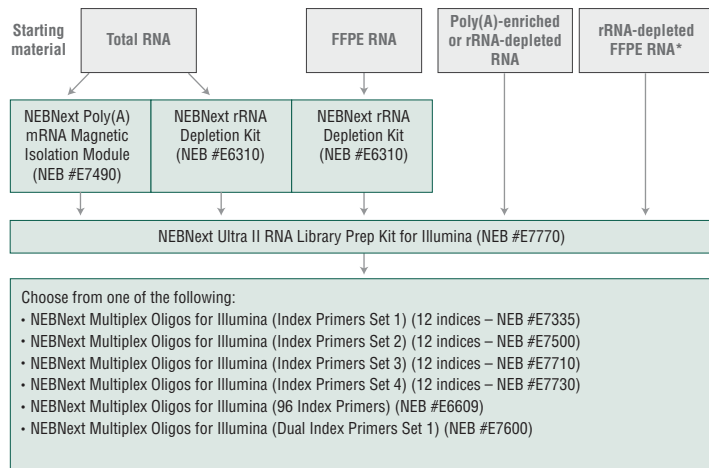 Starting
material
Total RNA
FFPE RNA
Poly(A)-enriched
or rRNA-depleted
RNA
rRNA-depleted
FFPE RNA*
NEBNext Poly(A)
mRNA Magnetic
Isolation Module
(NEB #E7490)
NEBNext rRNA
Depletion Kit
(NEB #E6310)
NEBNext rRNA
Depletion Kit
(NEB #E6310)
NEBNext Ultra II RNA Library Prep Kit for Illumina (NEB #E7770)
Choose from one of the following:
• NEBNext Multiplex Oligos for Illumina (Index Primers Set 1) (12 indices – NEB #E7335)
• NEBNext Multiplex Oligos for Illumina (Index Primers Set 2) (12 indices – NEB #E7500)
• NEBNext Multiplex Oligos for Illumina (Index Primers Set 3) (12 indices – NEB #E7710)
• NEBNext Multiplex Oligos for Illumina (Index Primers Set 4) (12 indices – NEB #E7730)
• NEBNext Multiplex Oligos for Illumina (96 Index Primers) (NEB #E6609)
• NEBNext Multiplex Oligos for Illumina (Dual Index Primers Set 1) (NEB #E7600)